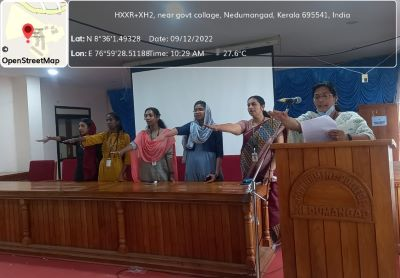 HXXR+XH2, near govt collage, Nedumangad, Kerala 695541, India
Lat: N 8°36'1.49328 Date: 09/12/2022
Lon: E 76°59'28.51188 Time: 10:29 AM 27.6°C
© OpenStreetMap
NEDUMANGAD